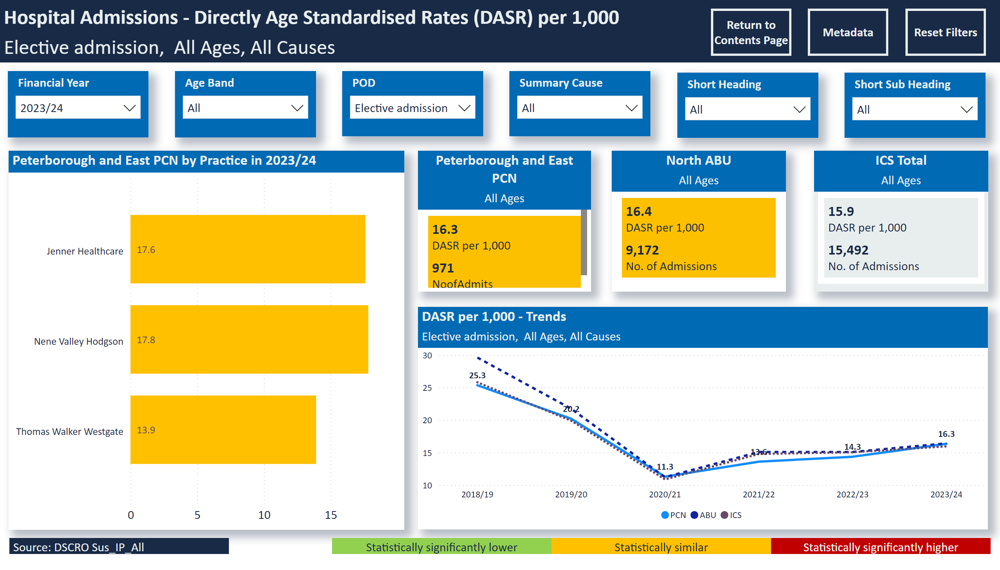 Hospital Admissions - Directly Age Standardised Rates (DASR) per 1,000
Elective admission,  All Ages, All Causes
Return to
Contents Page
Metadata
Reset Filters
Financial Year
2023/24
Age Band
All
POD
Elective admission
Summary Cause
All
Short Heading
All
Short Sub Heading
All
Peterborough and East PCN by Practice in 2023/24
Jenner Healthcare
17.6
Nene Valley Hodgson
17.8
Thomas Walker Westgate
13.9
0
5
10
15
Peterborough and East
PCN
All Ages
16.3
DASR per 1,000
971
NoofAdmits
North ABU
All Ages
16.4
DASR per 1,000
9,172
No. of Admissions
ICS Total
All Ages
15.9
DASR per 1,000
15,492
No. of Admissions
DASR per 1,000 - Trends
Elective admission,  All Ages, All Causes
30
25
20
15
10
25.3
20.2
11.3
13.6
14.3
16.3
2018/19
2019/20
2020/21
2021/22
2022/23
2023/24
PCN
ABU
ICS
Source: DSCRO Sus_IP_All
Statistically significantly lower
Statistically similar
Statistically significantly higher